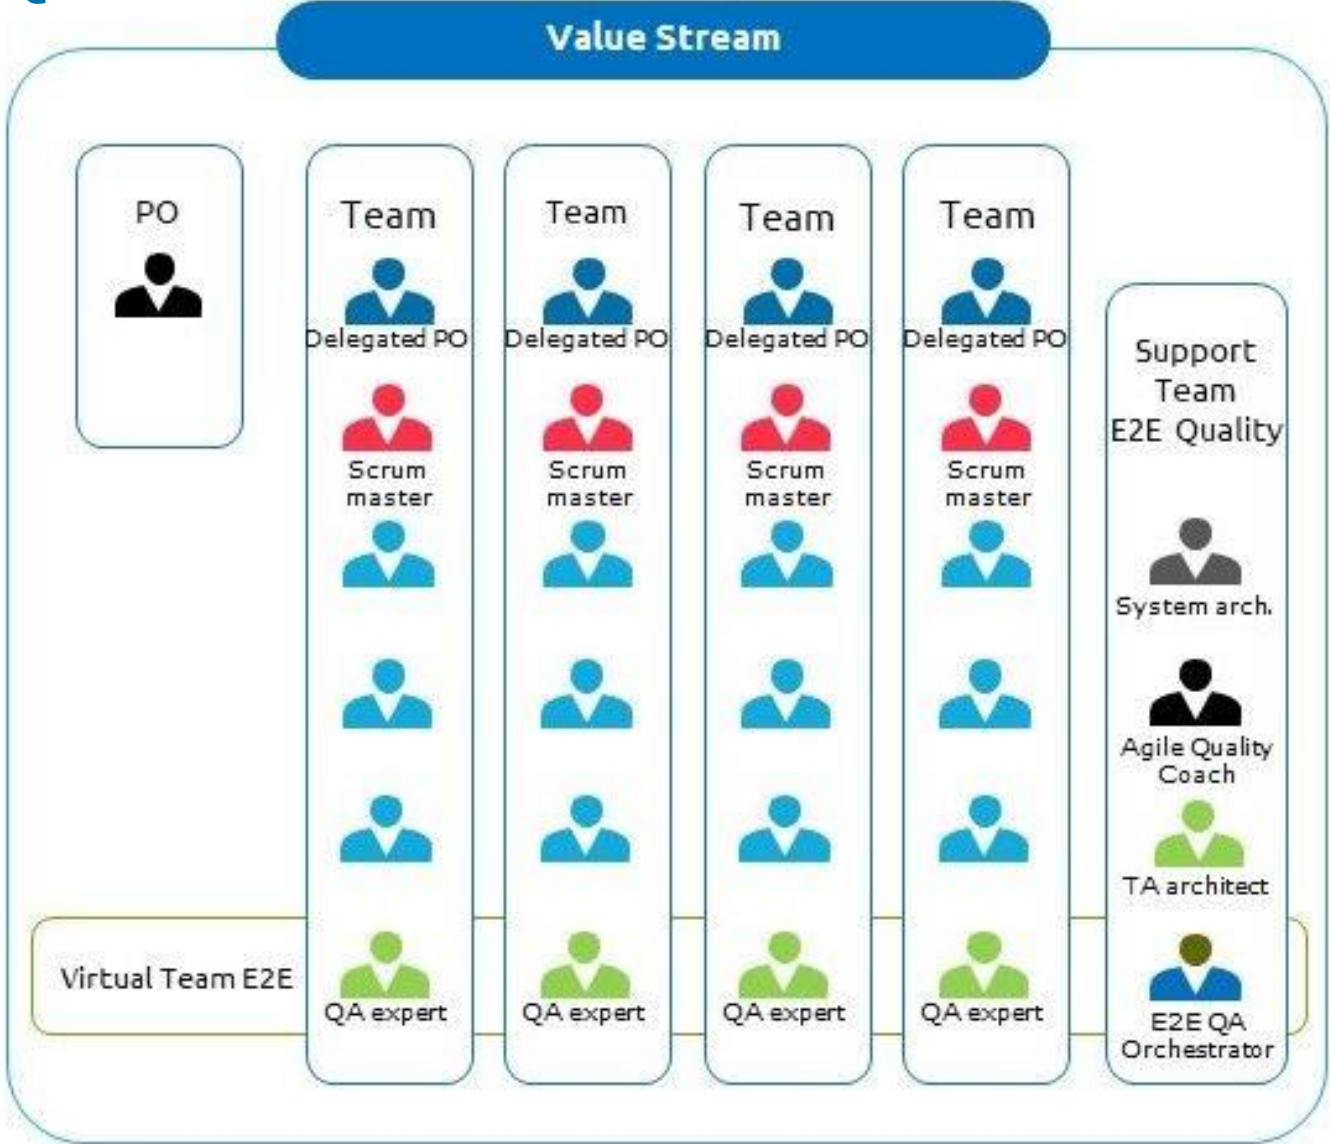 Value Stream
PO
Team
Delegated PO
Scrum
master
QA expert
Team
Delegated PO
Scrum
master
QA expert
Team
Delegated PO
Scrum
master
QA expert
Team
Delegated PO
Scrum
master
QA expert
Support
Team
E2E Quality
System arch.
Agile Quality
Coach
TA architect
E2E QA
Orchestrator
Virtual Team E2E